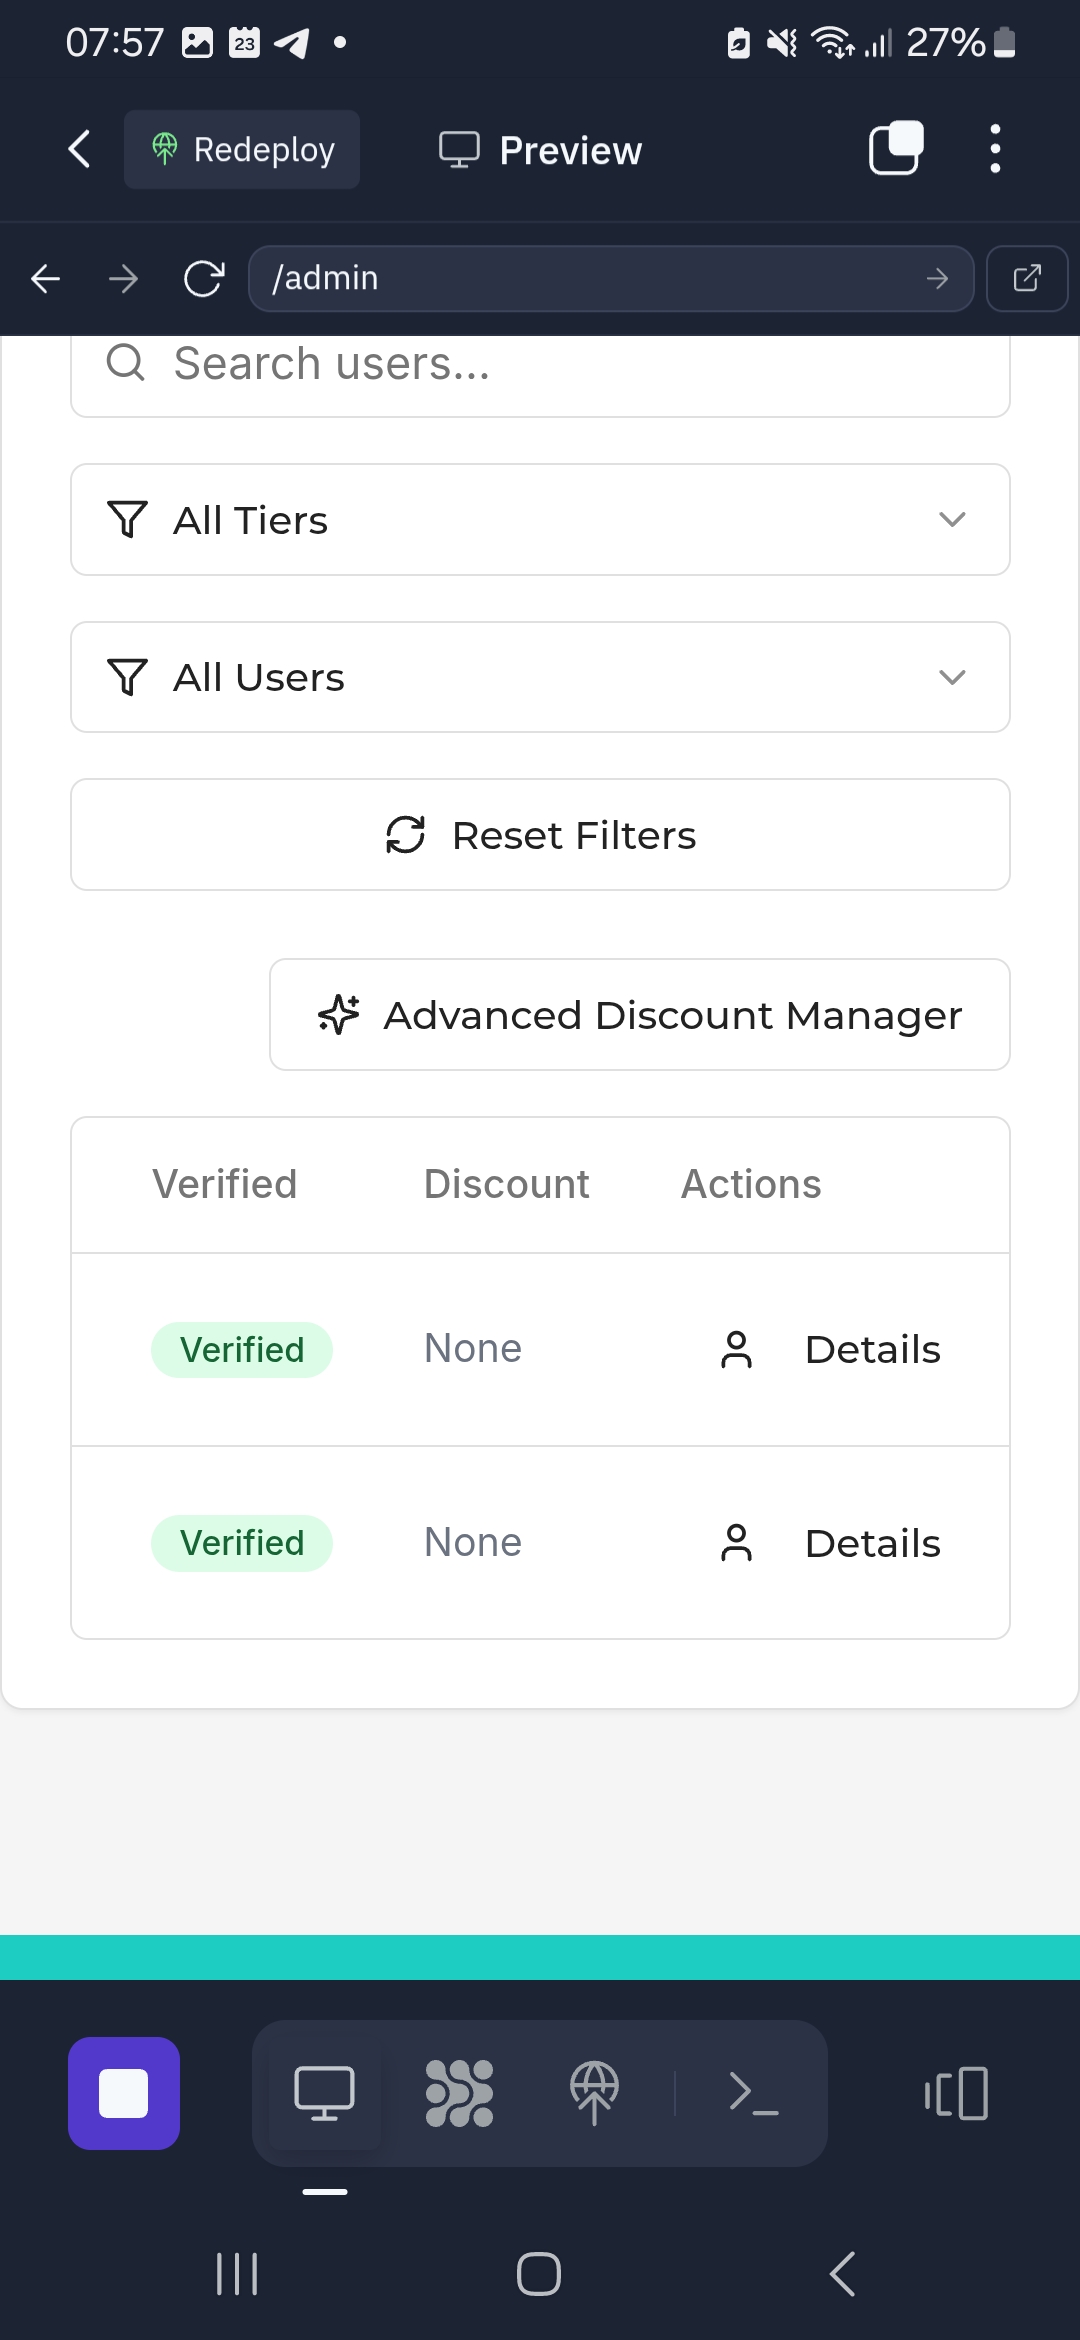 07:57 23 27%
Redeploy Preview
/admin
Search users...
All Tiers
All Users
Reset Filters
Advanced Discount Manager
Verified Discount Actions
Verified None Details
Verified None Details